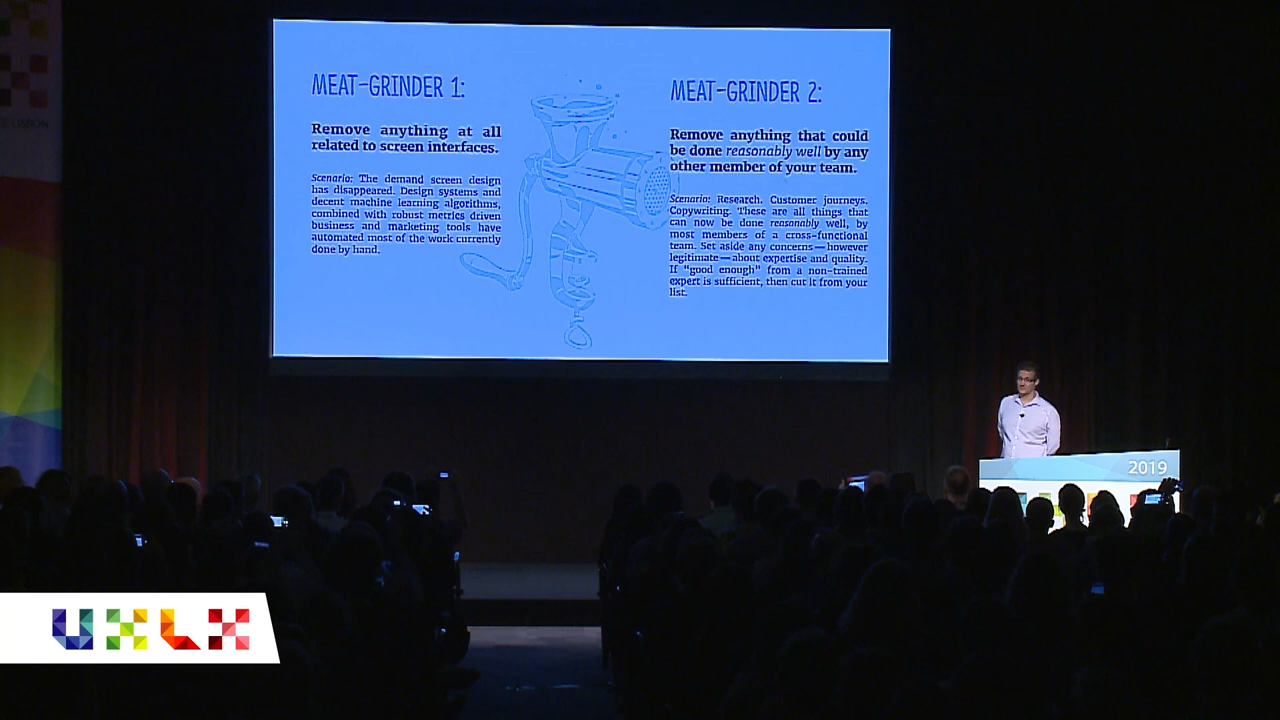 MEAT-GRINDER 1:
Remove anything at all
related to screen interfaces.
Scenario: The demand screen design
has disappeared. Design systems and
decent machine learning algorithms,
combined with robust metrics driven
business and marketing tools have
automated most of the work currently
done by hand.
MEAT-GRINDER 2:
Remove anything that could
be done reasonably well by any
other member of your team.
Scenario: Research. Customer journeys.
Copywriting. These are all things that
can now be done reasonably well, by
most members of a cross-functional
team. Set aside any concerns—however
legitimate—about expertise and quality.
If "good enough" from a non-trained
expert is sufficient, then cut it from your
list.
2019
LISBON
UXLX